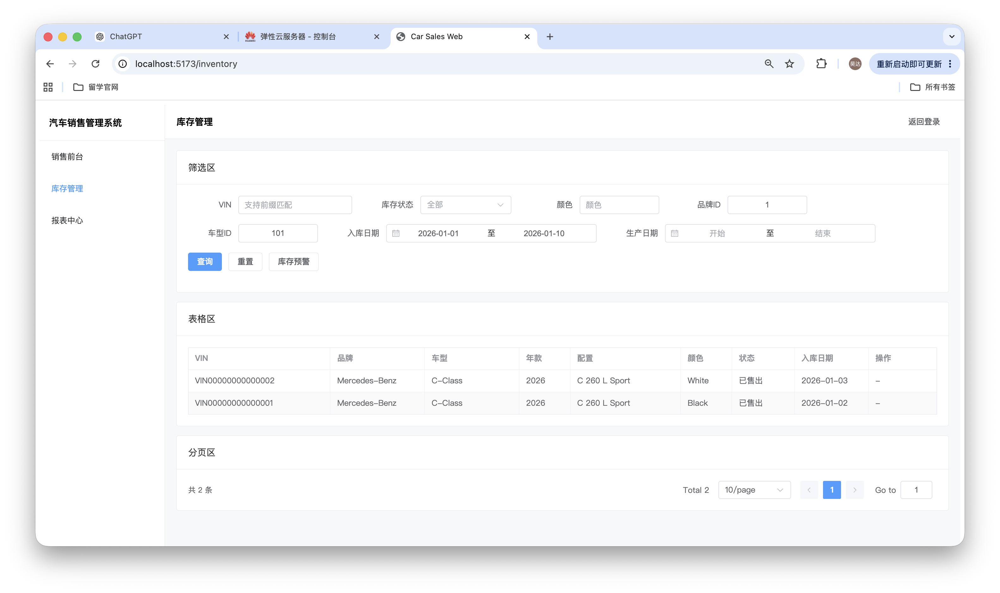 ChatGPT
弹性云服务器 - 控制台
Car Sales Web
localhost:5173/inventory
昊达
重新启动即可更新
留学官网
所有书签
汽车销售管理系统
库存管理
返回登录
销售前台
库存管理
报表中心
筛选区
VIN 支持前缀匹配 库存状态 全部 颜色 颜色 品牌ID 1
车型ID 101 入库日期 2026-01-01 至 2026-01-10 生产日期 开始 至 结束
查询 重置 库存预警
表格区
VIN 品牌 车型 年款 配置 颜色 状态 入库日期 操作
VIN00000000000002 Mercedes-Benz C-Class 2026 C 260 L Sport White 已售出 2026-01-03 -
VIN00000000000001 Mercedes-Benz C-Class 2026 C 260 L Sport Black 已售出 2026-01-02 -
分页区
共 2 条 Total 2 10/page 1 Go to 1